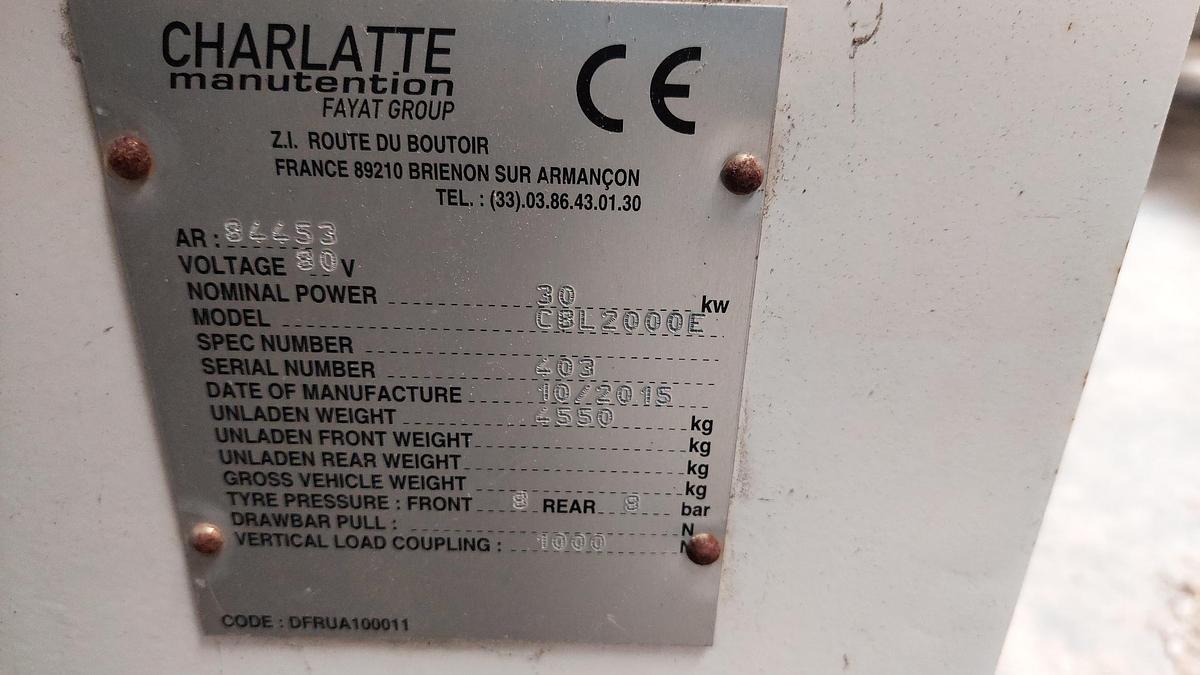 CHARLATTE
manutention
FAYAT GROUP
CE
Z.I. ROUTE DU BOUTOIR
FRANCE 89210 BRIENON SUR ARMANÇON
TEL. : (33).03.86.43.01.30
AR : 84453
VOLTAGE 80 V
NOMINAL POWER 30 kw
MODEL CBL2000E
SPEC NUMBER
SERIAL NUMBER 403
DATE OF MANUFACTURE 10/2015
UNLADEN WEIGHT 4550 kg
UNLADEN FRONT WEIGHT kg
UNLADEN REAR WEIGHT kg
GROSS VEHICLE WEIGHT kg
TYRE PRESSURE : FRONT 8 REAR 8 bar
DRAWBAR PULL : N
VERTICAL LOAD COUPLING : 1000 N
CODE : DFRUA100011